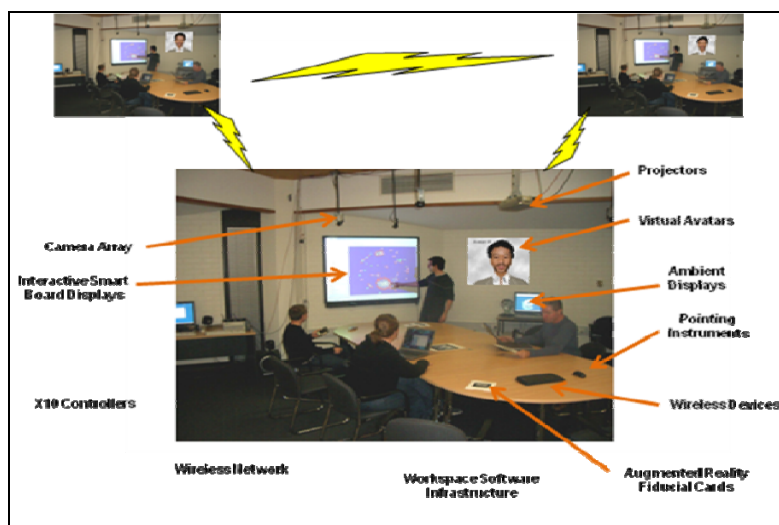 Projectors
Camera Array
Virtual Avatars
Interactive Smart
Board Displays
Ambient
Displays
Pointing
Instruments
X10 Controllers
Wireless Devices
Wireless Network
Workspace Software
Infrastructure
Augmented Reality
Fiducial Cards